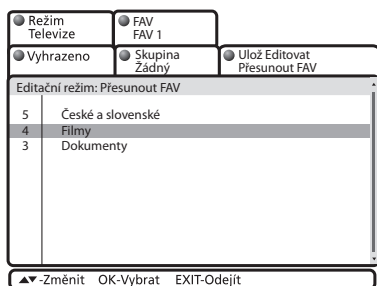 Režim
Televize
FAV
FAV 1
Vyhrazeno
Skupina
Žádný
Ulož Editovat
Přesunout FAV
Editační režim: Přesunout FAV
5 České a slovenské
4 Filmy
3 Dokumenty
▲▼-Změnit OK-Vybrat EXIT-Odejít